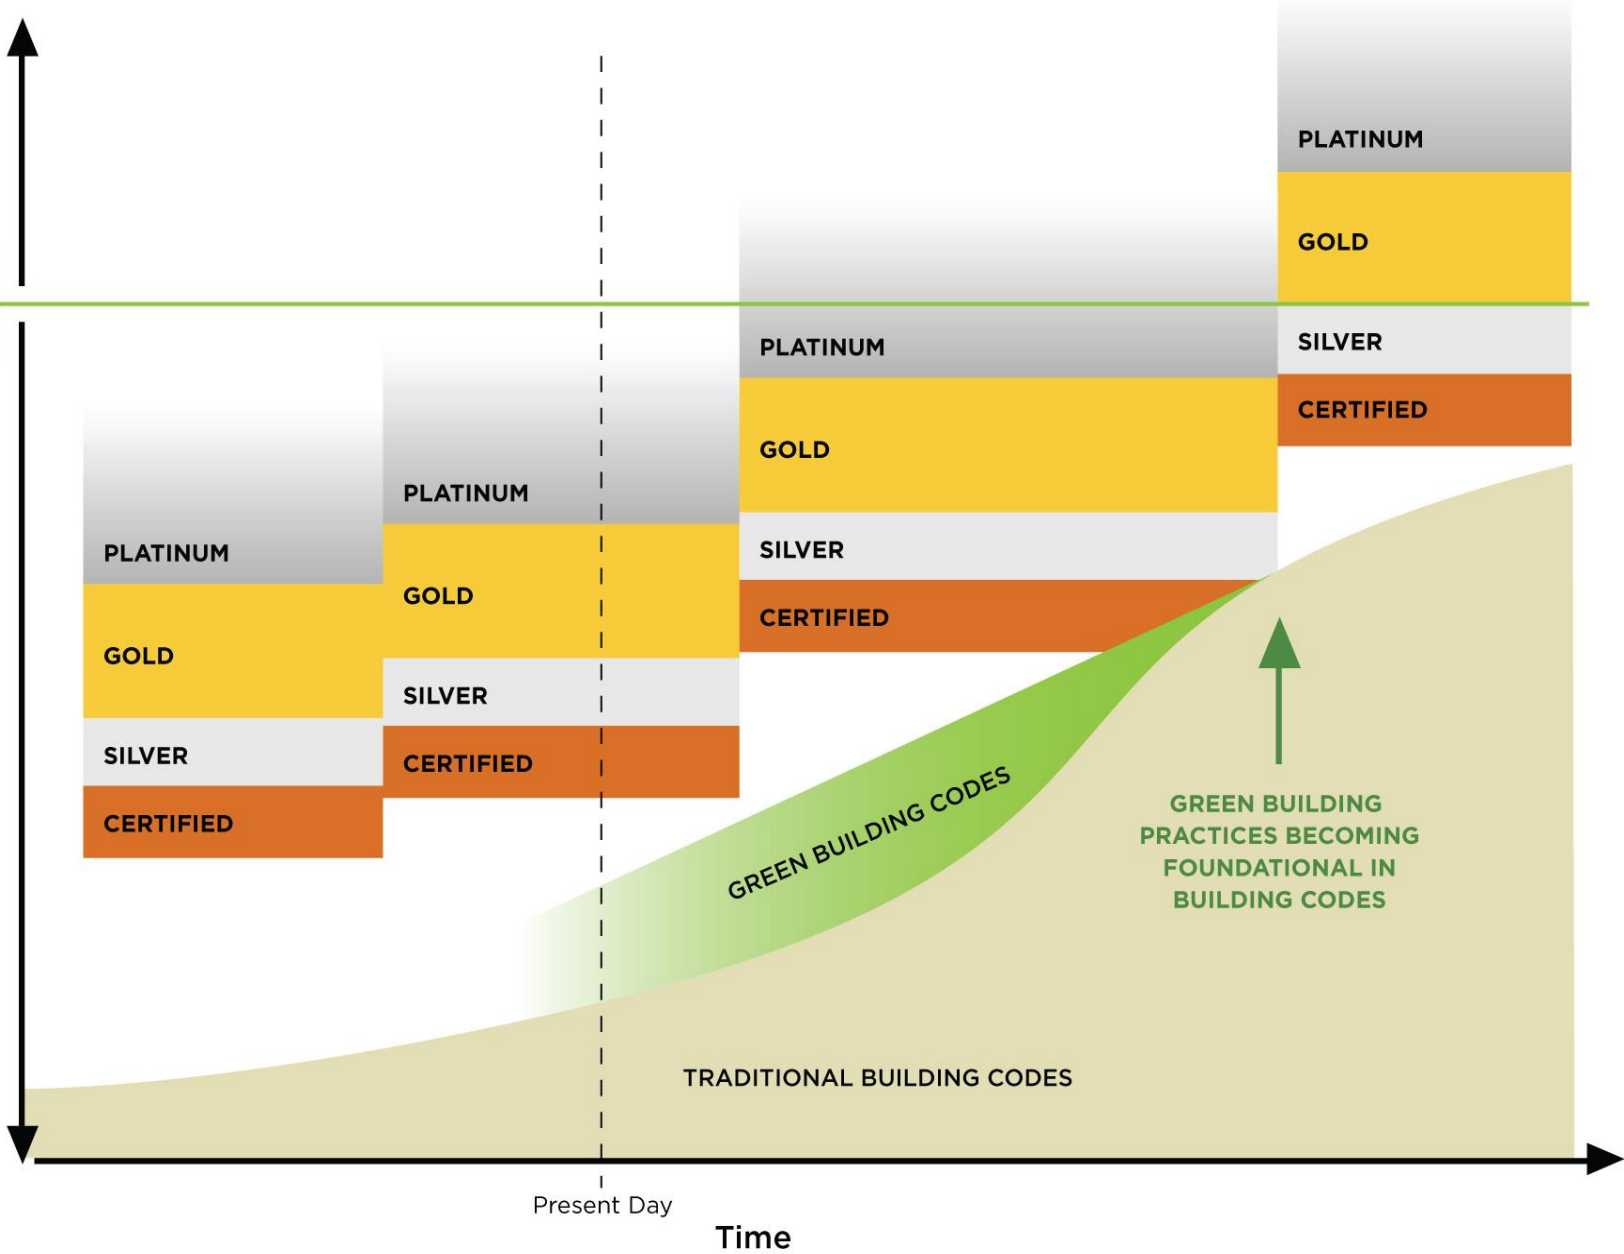 PLATINUM
GOLD
SILVER
CERTIFIED
PLATINUM
GOLD
SILVER
CERTIFIED
PLATINUM
GOLD
SILVER
CERTIFIED
PLATINUM
GOLD
SILVER
CERTIFIED
GREEN BUILDING CODES
GREEN BUILDING
PRACTICES BECOMING
FOUNDATIONAL IN
BUILDING CODES
TRADITIONAL BUILDING CODES
Present Day
Time